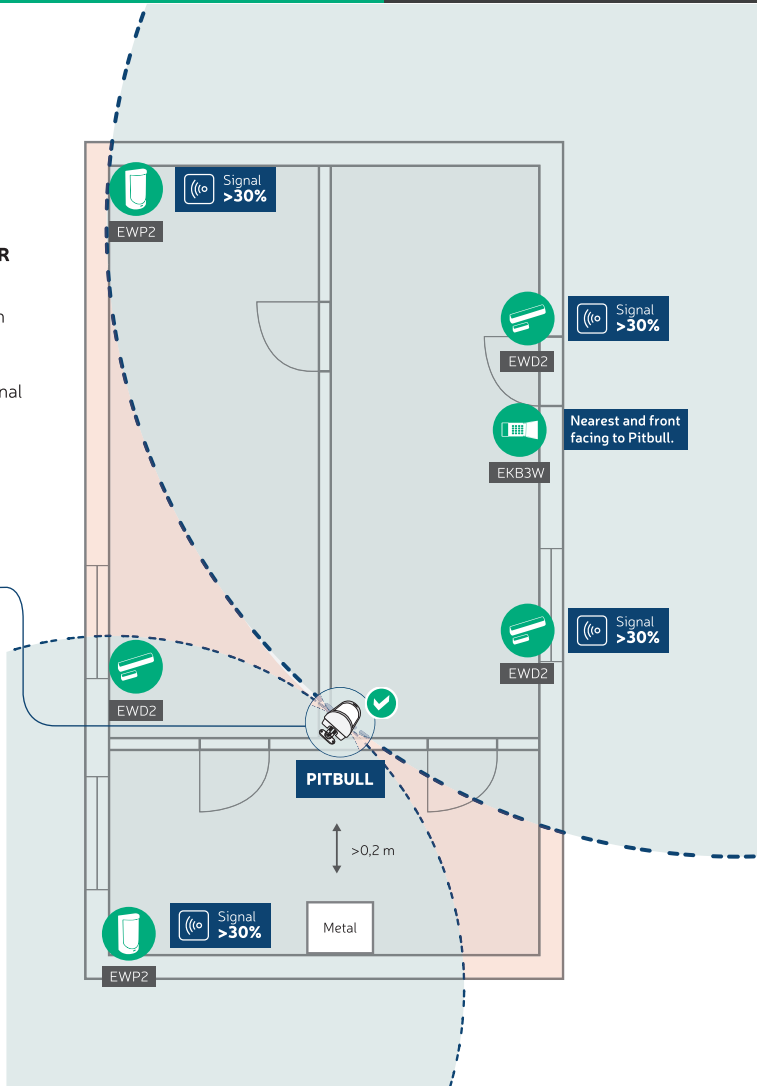 Signal
>30%
EWP2
R
n
Signal
>30%
EWD2
nal
Nearest and front
facing to Pitbull.
EKB3W
Signal
>30%
EWD2
EWD2
PITBULL
>0,2 m
Signal
>30%
Metal
EWP2